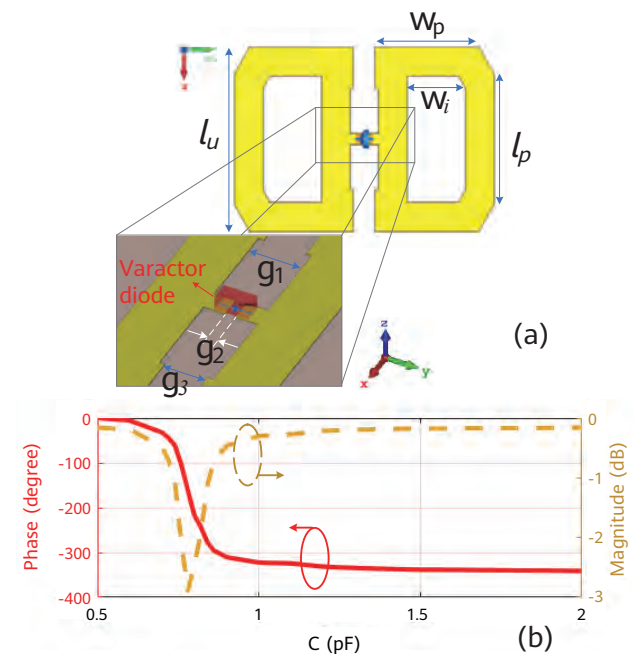 w_p
l_u
w_i
l_p
Varactor
diode
g_1
g_2
g_3
z
x
y
(a)
0
-100
-200
-300
-400
Phase (degree)
0
-1
-2
-3
Magnitude (dB)
0.5
1
1.5
2
C (pF)
(b)